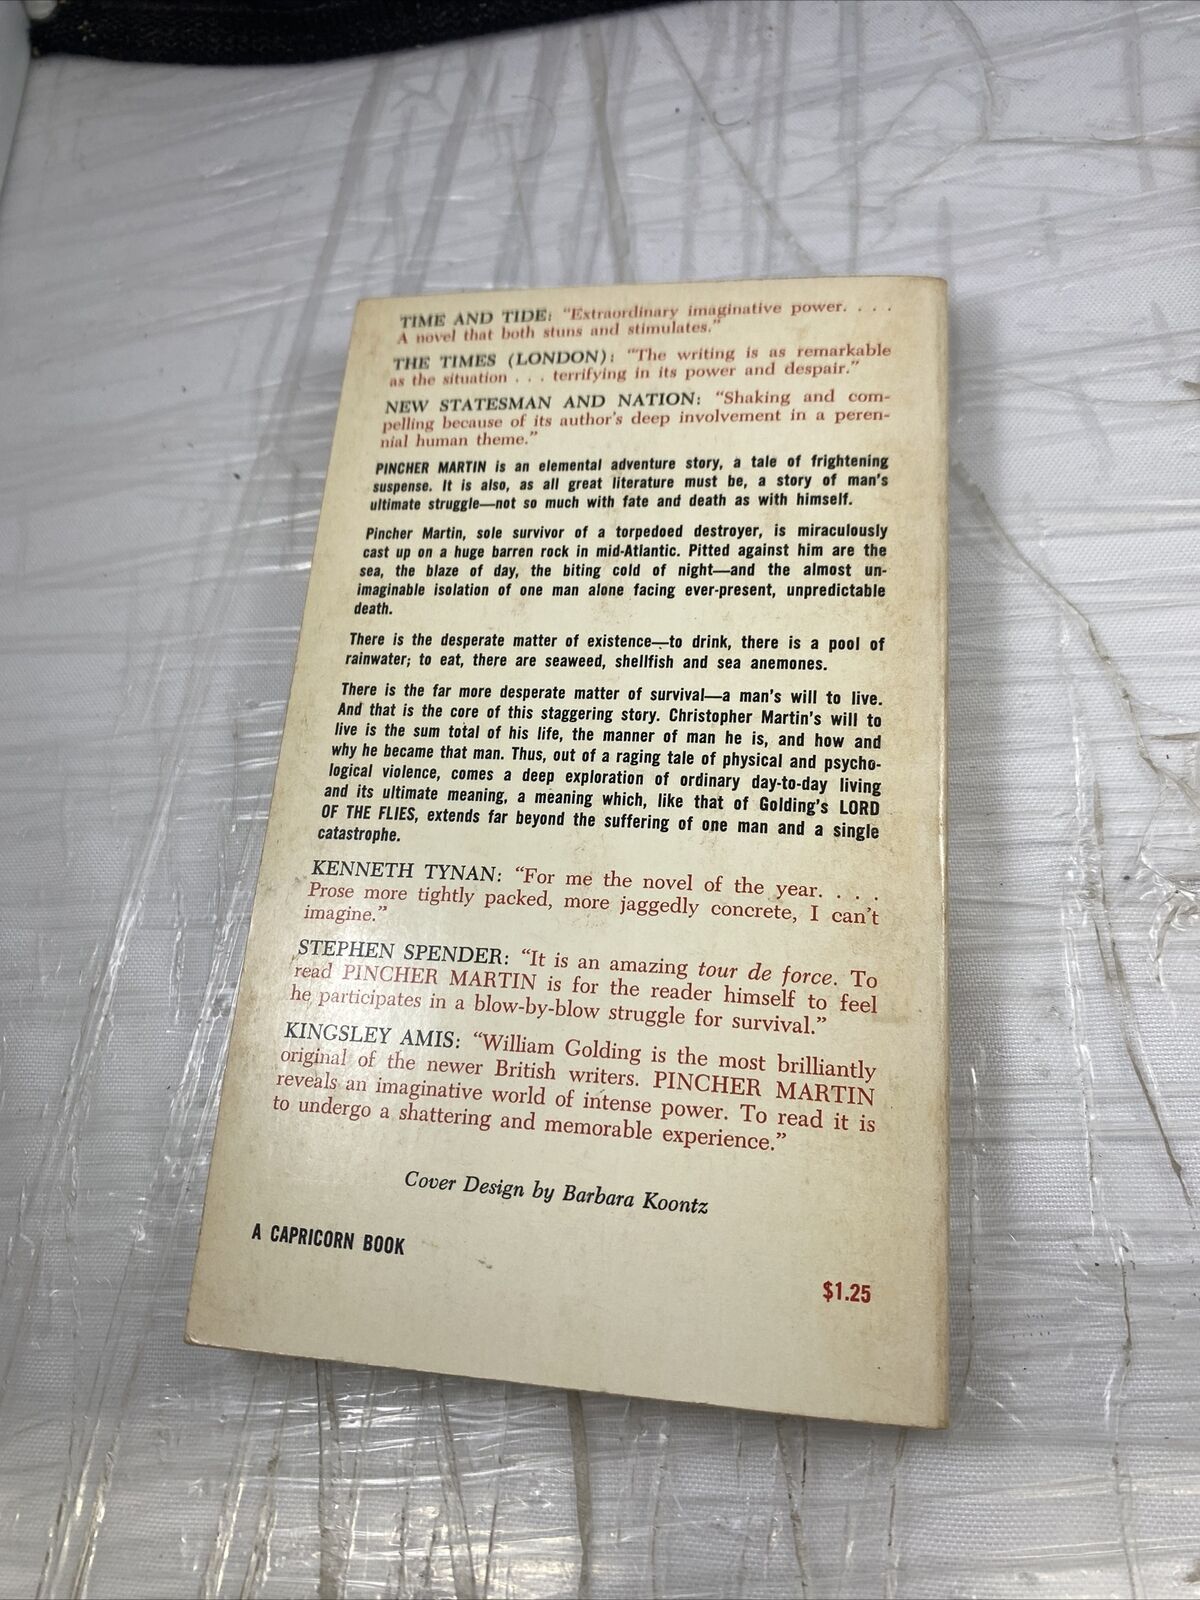 TIME AND TIDE: "Extraordinary imaginative power. . . .
A novel that both stuns and stimulates."
THE TIMES (LONDON): "The writing is as remarkable
as the situation . . . terrifying in its power and despair."
NEW STATESMAN AND NATION: "Shaking and com-
pelling because of its author's deep involvement in a peren-
nial human theme."
PINCHER MARTIN is an elemental adventure story, a tale of frightening
suspense. It is also, as all great literature must be, a story of man's
ultimate struggle—not so much with fate and death as with himself.
Pincher Martin, sole survivor of a torpedoed destroyer, is miraculously
cast up on a huge barren rock in mid-Atlantic. Pitted against him are the
sea, the blaze of day, the biting cold of night—and the almost un-
imaginable isolation of one man alone facing ever-present, unpredictable
death.
There is the desperate matter of existence—to drink, there is a pool of
rainwater; to eat, there are seaweed, shellfish and sea anemones.
There is the far more desperate matter of survival—a man's will to live.
And that is the core of this staggering story. Christopher Martin's will to
live is the sum total of his life, the manner of man he is, and how and
why he became that man. Thus, out of a raging tale of physical and psycho-
logical violence, comes a deep exploration of ordinary day-to-day living
and its ultimate meaning, a meaning which, like that of Golding's LORD
OF THE FLIES, extends far beyond the suffering of one man and a single
catastrophe.
KENNETH TYNAN: "For me the novel of the year. . . .
Prose more tightly packed, more jaggedly concrete, I can't
imagine."
STEPHEN SPENDER: "It is an amazing tour de force. To
read PINCHER MARTIN is for the reader himself to feel
he participates in a blow-by-blow struggle for survival."
KINGSLEY AMIS: "William Golding is the most brilliantly
original of the newer British writers. PINCHER MARTIN
reveals an imaginative world of intense power. To read it is
to undergo a shattering and memorable experience."
Cover Design by Barbara Koontz
A CAPRICORN BOOK
$1.25